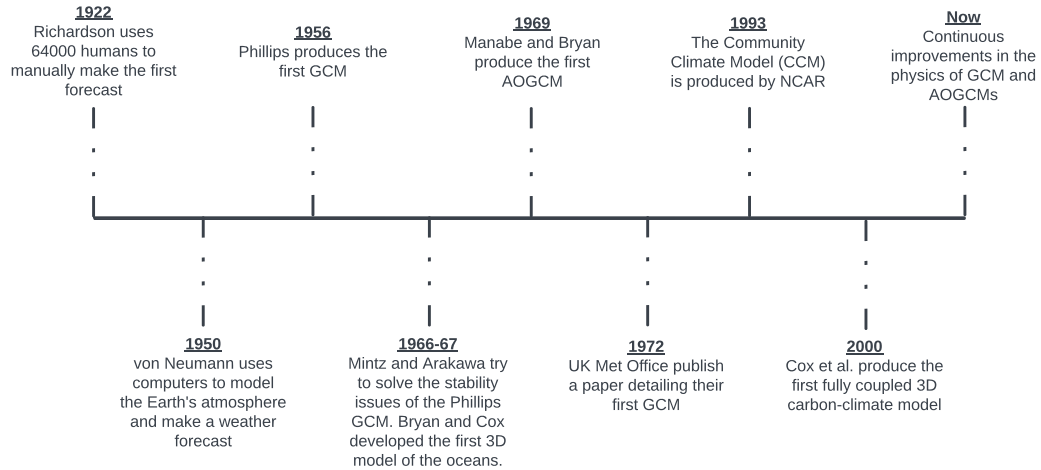 1922
Richardson uses
64000 humans to
manually make the first
forecast
1956
Phillips produces the
first GCM
1969
Manabe and Bryan
produce the first
AOGCM
1993
The Community
Climate Model (CCM)
is produced by NCAR
Now
Continuous
improvements in the
physics of GCM and
AOGCMs
1950
von Neumann uses
computers to model
the Earth's atmosphere
and make a weather
forecast
1966-67
Mintz and Arakawa try
to solve the stability
issues of the Phillips
GCM. Bryan and Cox
developed the first 3D
model of the oceans.
1972
UK Met Office publish
a paper detailing their
first GCM
2000
Cox et al. produce the
first fully coupled 3D
carbon-climate model